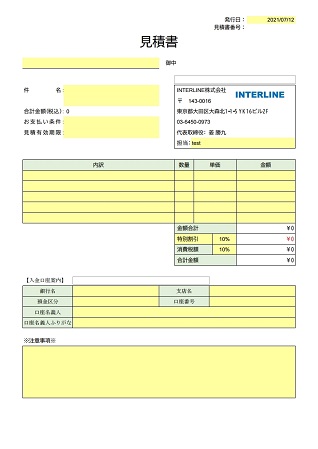 発行日： 2021/07/12
見積書番号：
見積書
御中
件　　名：
INTERLINE株式会社
INTERLINE
〒　143-0016
合計金額(税込)：0
東京都大田区大森北1-4-5 YK16ビル2F
お支払い条件：
03-6450-0973
見積有効期限：
代表取締役：姜 勝九
担当：test
内訳 数量 単価 金額
金額合計 ¥0
特別割引 10% ¥0
消費税額 10% ¥0
合計金額 ¥0
【入金口座案内】
銀行名 支店名
預金区分 口座番号
口座名義人
口座名義人ふりがな
※注意事項※